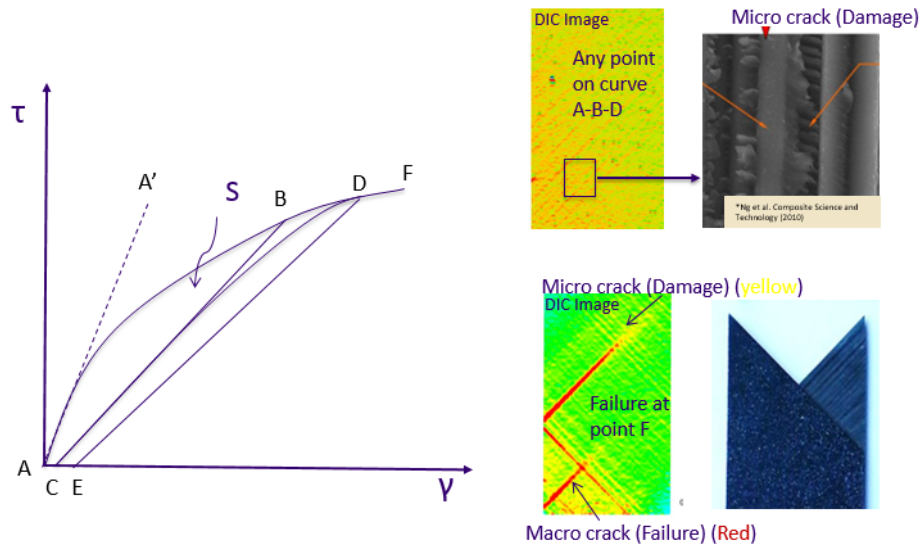 τ
A'
S
B
D
F
A
C
E
γ
DIC Image
Any point
on curve
A-B-D
Micro crack (Damage)
*Ng et al. Composite Science and
Technology (2010)
Micro crack (Damage) (yellow)
DIC Image
Failure at
point F
Macro crack (Failure) (Red)